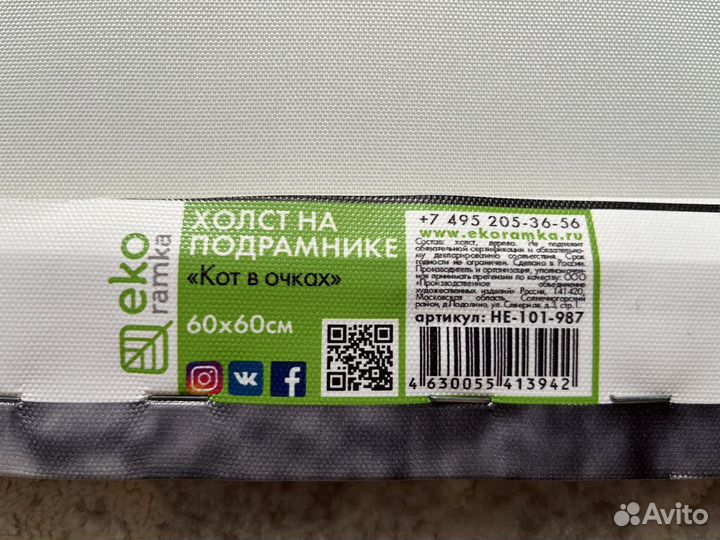 eko
ramka
ХОЛСТ НА
ПОДРАМНИКЕ
«Кот в очках»
60х60см
+7 495 205-36-56
www.ekoramka.ru
Состав: холст, дерево. Не подлежит
обязательной сертификации и обязательно-
му декларированию соответствия. Срок
годности не ограничен. Сделано в России.
Производитель и организация, уполномочен-
ная принимать претензии по качеству: ООО
«Производственное объединение
художественных изделий» Россия, 141420,
Московская область, Солнечногорский
район, д.Подолино, ул. Северная, д.3, стр.1.
артикул: НЕ-101-987
4 630055 413942
Avito